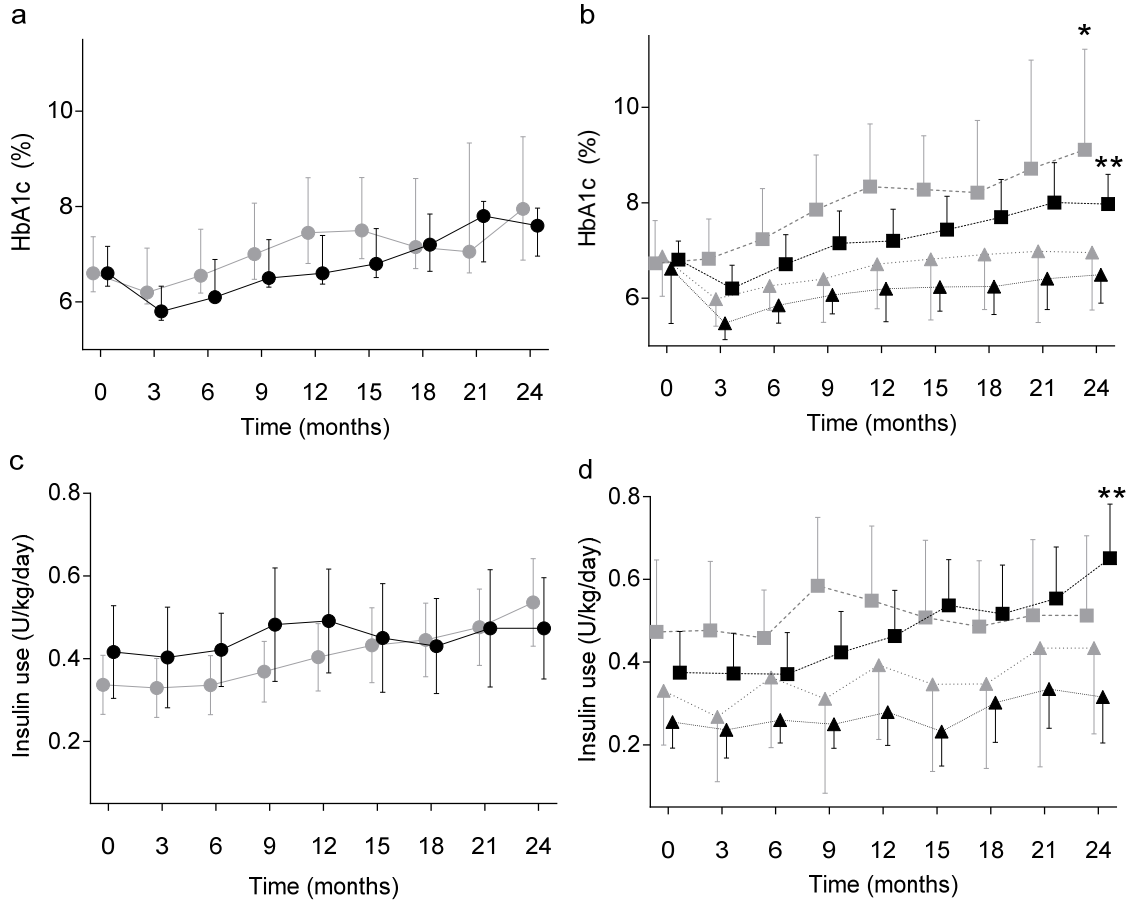 a
10
8
6
HbA1c (%)
0 3 6 9 12 15 18 21 24
Time (months)
b
*
**
10
8
6
HbA1c (%)
0 3 6 9 12 15 18 21 24
Time (months)
c
0.8
0.6
0.4
0.2
Insulin use (U/kg/day)
0 3 6 9 12 15 18 21 24
Time (months)
d
**
0.8
0.6
0.4
0.2
Insulin use (U/kg/day)
0 3 6 9 12 15 18 21 24
Time (months)